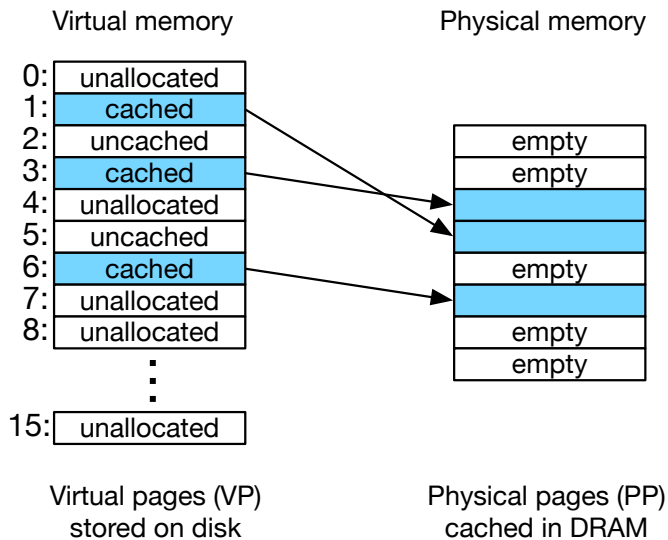 Virtual memory
Physical memory
0: unallocated
1: cached
2: uncached
3: cached
4: unallocated
5: uncached
6: cached
7: unallocated
8: unallocated
15: unallocated
empty
empty
empty
empty
empty
Virtual pages (VP)
stored on disk
Physical pages (PP)
cached in DRAM